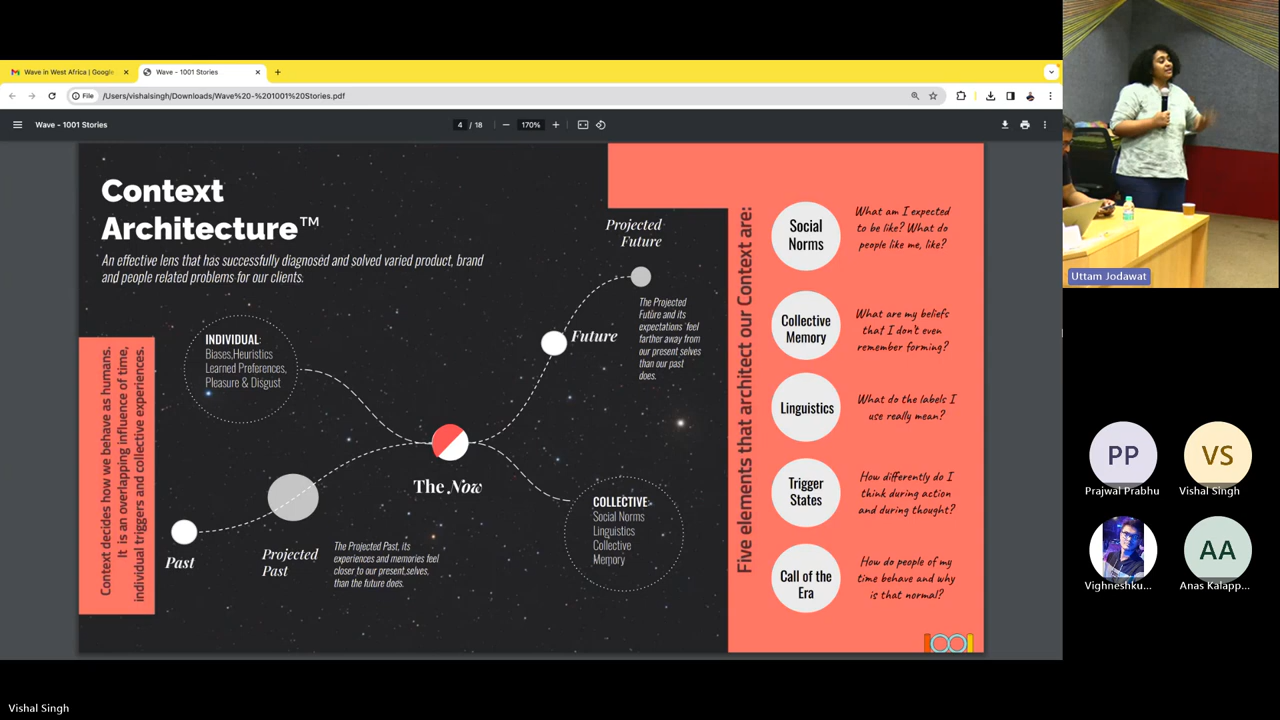 Wave in West Africa | Google
Wave - 1001 Stories
File
/Users/vishalsingh/Downloads/Wave%20-%201001%20Stories.pdf
Wave - 1001 Stories
4 / 18
170%
Context
Architecture™
An effective lens that has successfully diagnosed and solved varied product, brand
and people related problems for our clients.
Context decides how we behave as humans.
It is an overlapping influence of time,
individual triggers and collective experiences.
INDIVIDUAL:
Biases,Heuristics
Learned Preferences,
Pleasure & Disgust
Past
Projected
Past
The Projected Past, its
experiences and memories feel
closer to our present selves,
than the future does.
The Now
Future
Projected
Future
The Projected
Future and its
expectations feel
farther away from
our present selves
than our past
does.
COLLECTIVE:
Social Norms
Linguistics
Collective
Memory
Five elements that architect our Context are:
Social
Norms
What am I expected
to be like? What do
people like me, like?
Collective
Memory
What are my beliefs
that I don't even
remember forming?
Linguistics
What do the labels I
use really mean?
Trigger
States
How differently do I
think during action
and during thought?
Call of the
Era
How do people of my
time behave and why
is that normal?
1001
Uttam Jodawat
PP
Prajwal Prabhu
VS
Vishal Singh
Vighneshku...
AA
Anas Kalapp...
Vishal Singh